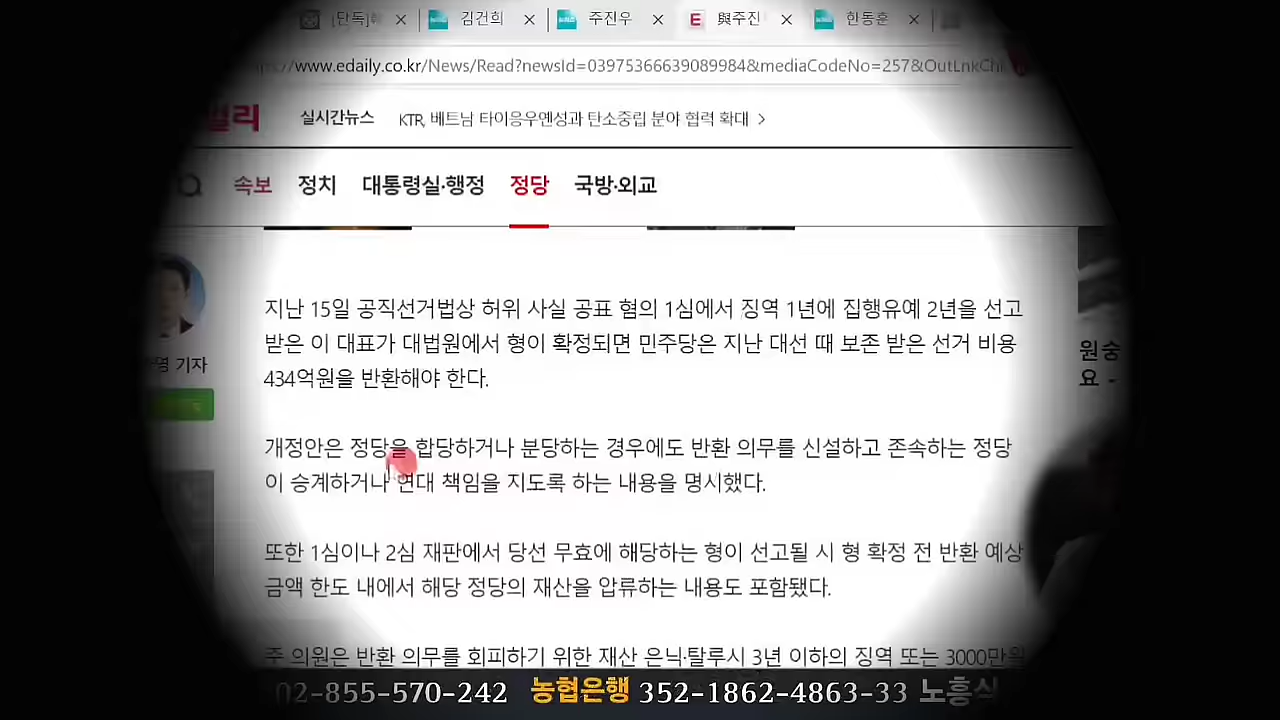 [단독]韓
김건희
주진우
與주진
한동훈
//www.edaily.co.kr/News/Read?newsId=03975366639089984&mediaCodeNo=257&OutLnkCh
실시간뉴스 KTR, 베트남 타이응우옌성과 탄소중립 분야 협력 확대 >
속보 정치 대통령실·행정 정당 국방·외교
지난 15일 공직선거법상 허위 사실 공표 혐의 1심에서 징역 1년에 집행유예 2년을 선고
받은 이 대표가 대법원에서 형이 확정되면 민주당은 지난 대선 때 보존 받은 선거 비용
434억원을 반환해야 한다.
영 기자
원숭
요 -
개정안은 정당을 합당하거나 분당하는 경우에도 반환 의무를 신설하고 존속하는 정당
이 승계하거나 연대 책임을 지도록 하는 내용을 명시했다.
또한 1심이나 2심 재판에서 당선 무효에 해당하는 형이 선고될 시 형 확정 전 반환 예상
금액 한도 내에서 해당 정당의 재산을 압류하는 내용도 포함됐다.
주 의원은 반환 의무를 회피하기 위한 재산 은닉·탈루시 3년 이하의 징역 또는 3000만원
02-855-570-242 농협은행 352-1862-4863-33 노흥식